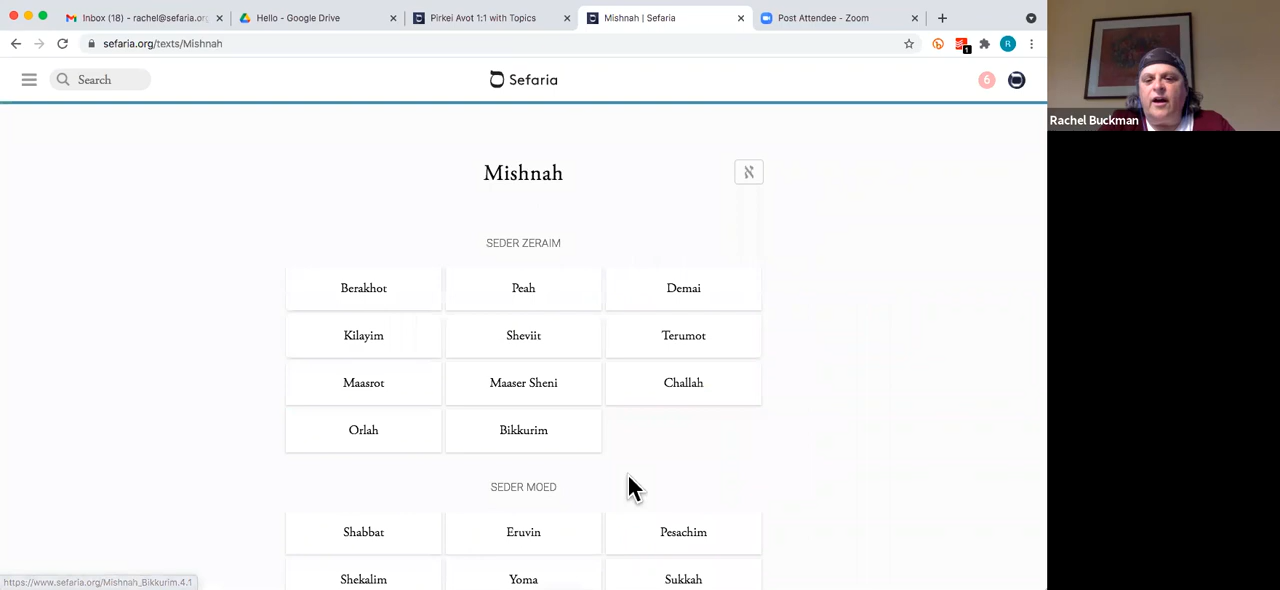 Inbox (18) - rachel@sefaria.org
Hello - Google Drive
Pirkei Avot 1:1 with Topics
Mishnah | Sefaria
Post Attendee - Zoom
sefaria.org/texts/Mishnah
1
R
Search
Sefaria
6
Rachel Buckman
Mishnah
א
SEDER ZERAIM
Berakhot Peah Demai
Kilayim Sheviit Terumot
Maasrot Maaser Sheni Challah
Orlah Bikkurim
SEDER MOED
Shabbat Eruvin Pesachim
Shekalim Yoma Sukkah
https://www.sefaria.org/Mishnah_Bikkurim.4.1